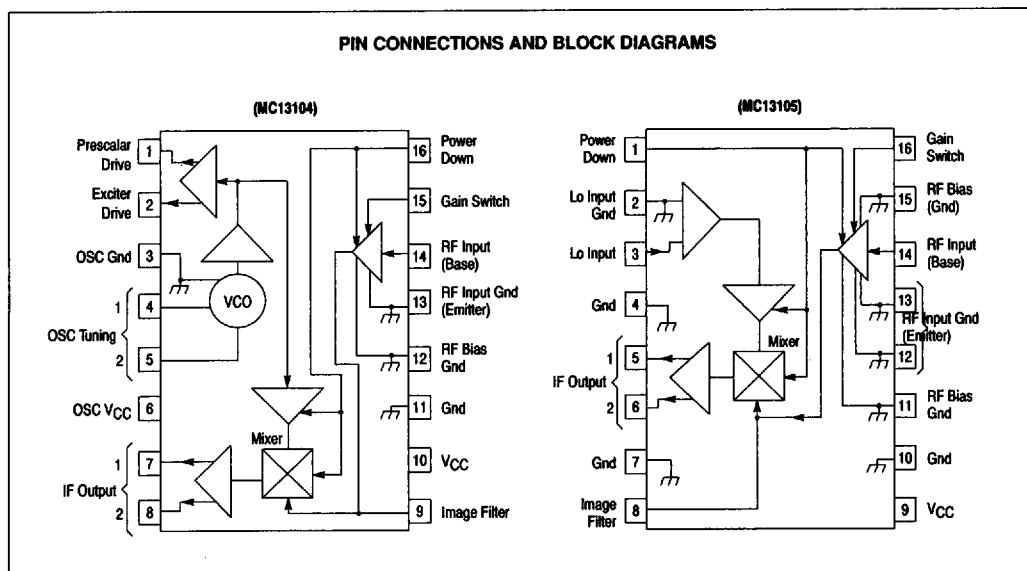 PIN CONNECTIONS AND BLOCK DIAGRAMS
(MC13104)
Prescalar
Drive
1
Exciter
Drive
2
OSC Gnd
3
1
4
OSC Tuning
2
5
OSC VCC
6
1
7
IF Output
2
8
VCO
Mixer
16
Power
Down
15
Gain Switch
14
RF Input
(Base)
13
RF Input Gnd
(Emitter)
12
RF Bias
Gnd
11
Gnd
10
VCC
9
Image Filter
(MC13105)
Power
Down
1
Lo Input
Gnd
2
Lo Input
3
Gnd
4
1
5
IF Output
2
6
Gnd
7
Image
Filter
8
Mixer
16
Gain
Switch
15
RF Bias
(Gnd)
14
RF Input
(Base)
13
RF Input Gnd
(Emitter)
12
11
RF Bias
Gnd
10
Gnd
9
VCC